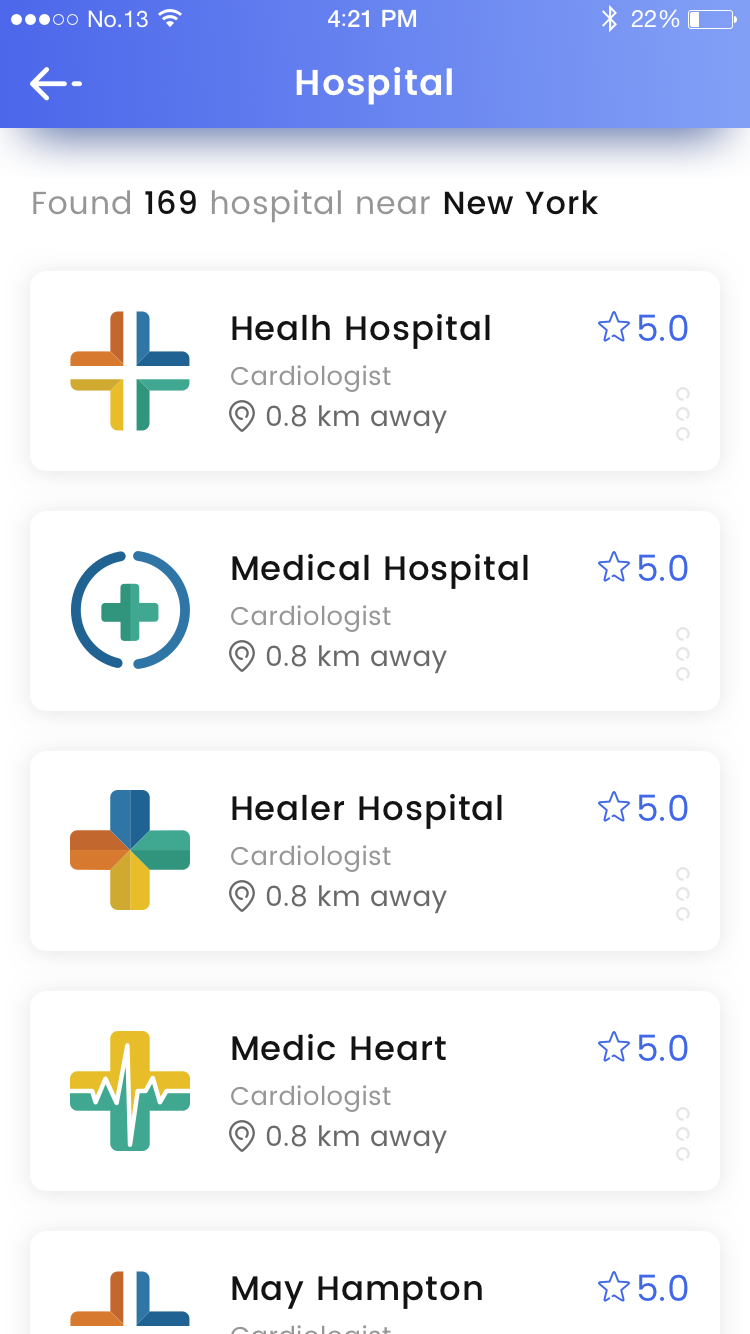 No.13 4:21 PM 22%
Hospital
Found 169 hospital near New York
Healh Hospital 5.0
Cardiologist
0.8 km away
Medical Hospital 5.0
Cardiologist
0.8 km away
Healer Hospital 5.0
Cardiologist
0.8 km away
Medic Heart 5.0
Cardiologist
0.8 km away
May Hampton 5.0
Cardiologist